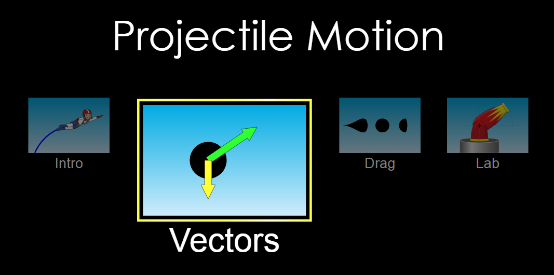 Projectile Motion
Intro
Vectors
Drag
Lab